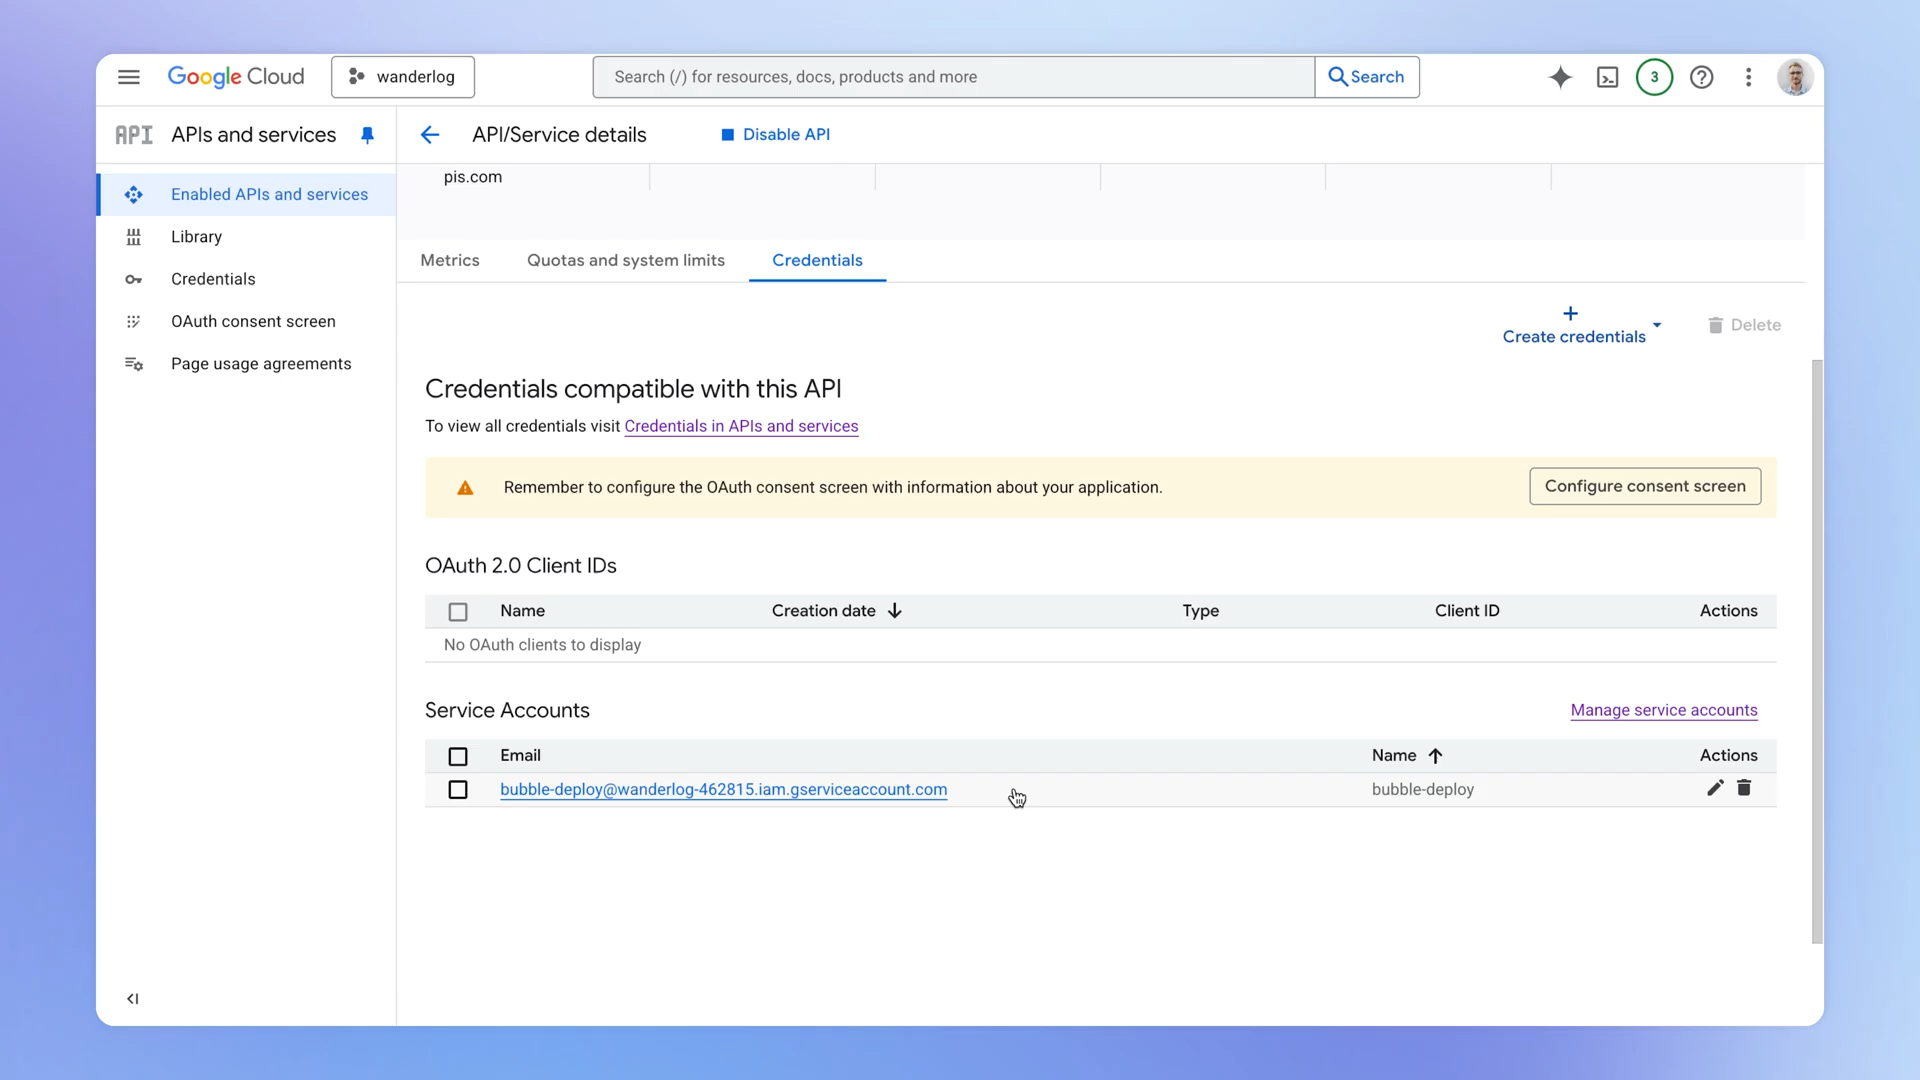 Google Cloud
wanderlog
Search (/) for resources, docs, products and more
Search
3
API
APIs and services
API/Service details
Disable API
Enabled APIs and services
Library
Credentials
OAuth consent screen
Page usage agreements
pis.com
Metrics
Quotas and system limits
Credentials
Create credentials
Delete
Credentials compatible with this API
To view all credentials visit Credentials in APIs and services
Remember to configure the OAuth consent screen with information about your application.
Configure consent screen
OAuth 2.0 Client IDs
Name Creation date Type Client ID Actions
No OAuth clients to display
Service Accounts
Manage service accounts
Email Name Actions
bubble-deploy@wanderlog-462815.iam.gserviceaccount.com bubble-deploy